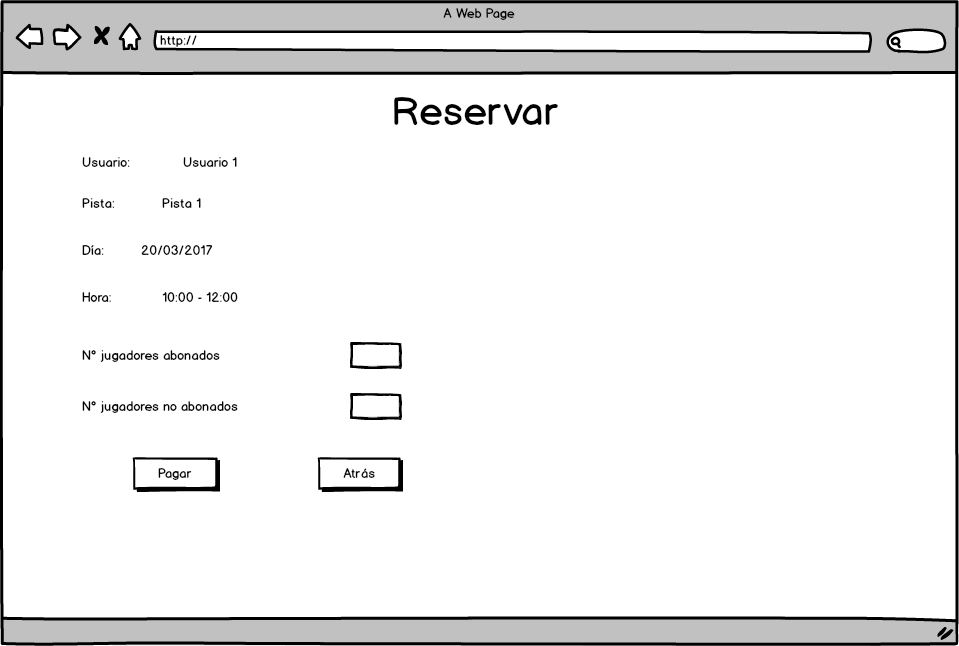 A Web Page
http://
Reservar
Usuario: Usuario 1
Pista: Pista 1
Día: 20/03/2017
Hora: 10:00 - 12:00
Nº jugadores abonados
Nº jugadores no abonados
Pagar Atrás